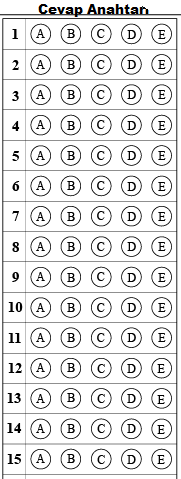 Cevap Anahtarı
1 A B C D E
2 A B C D E
3 A B C D E
4 A B C D E
5 A B C D E
6 A B C D E
7 A B C D E
8 A B C D E
9 A B C D E
10 A B C D E
11 A B C D E
12 A B C D E
13 A B C D E
14 A B C D E
15 A B C D E